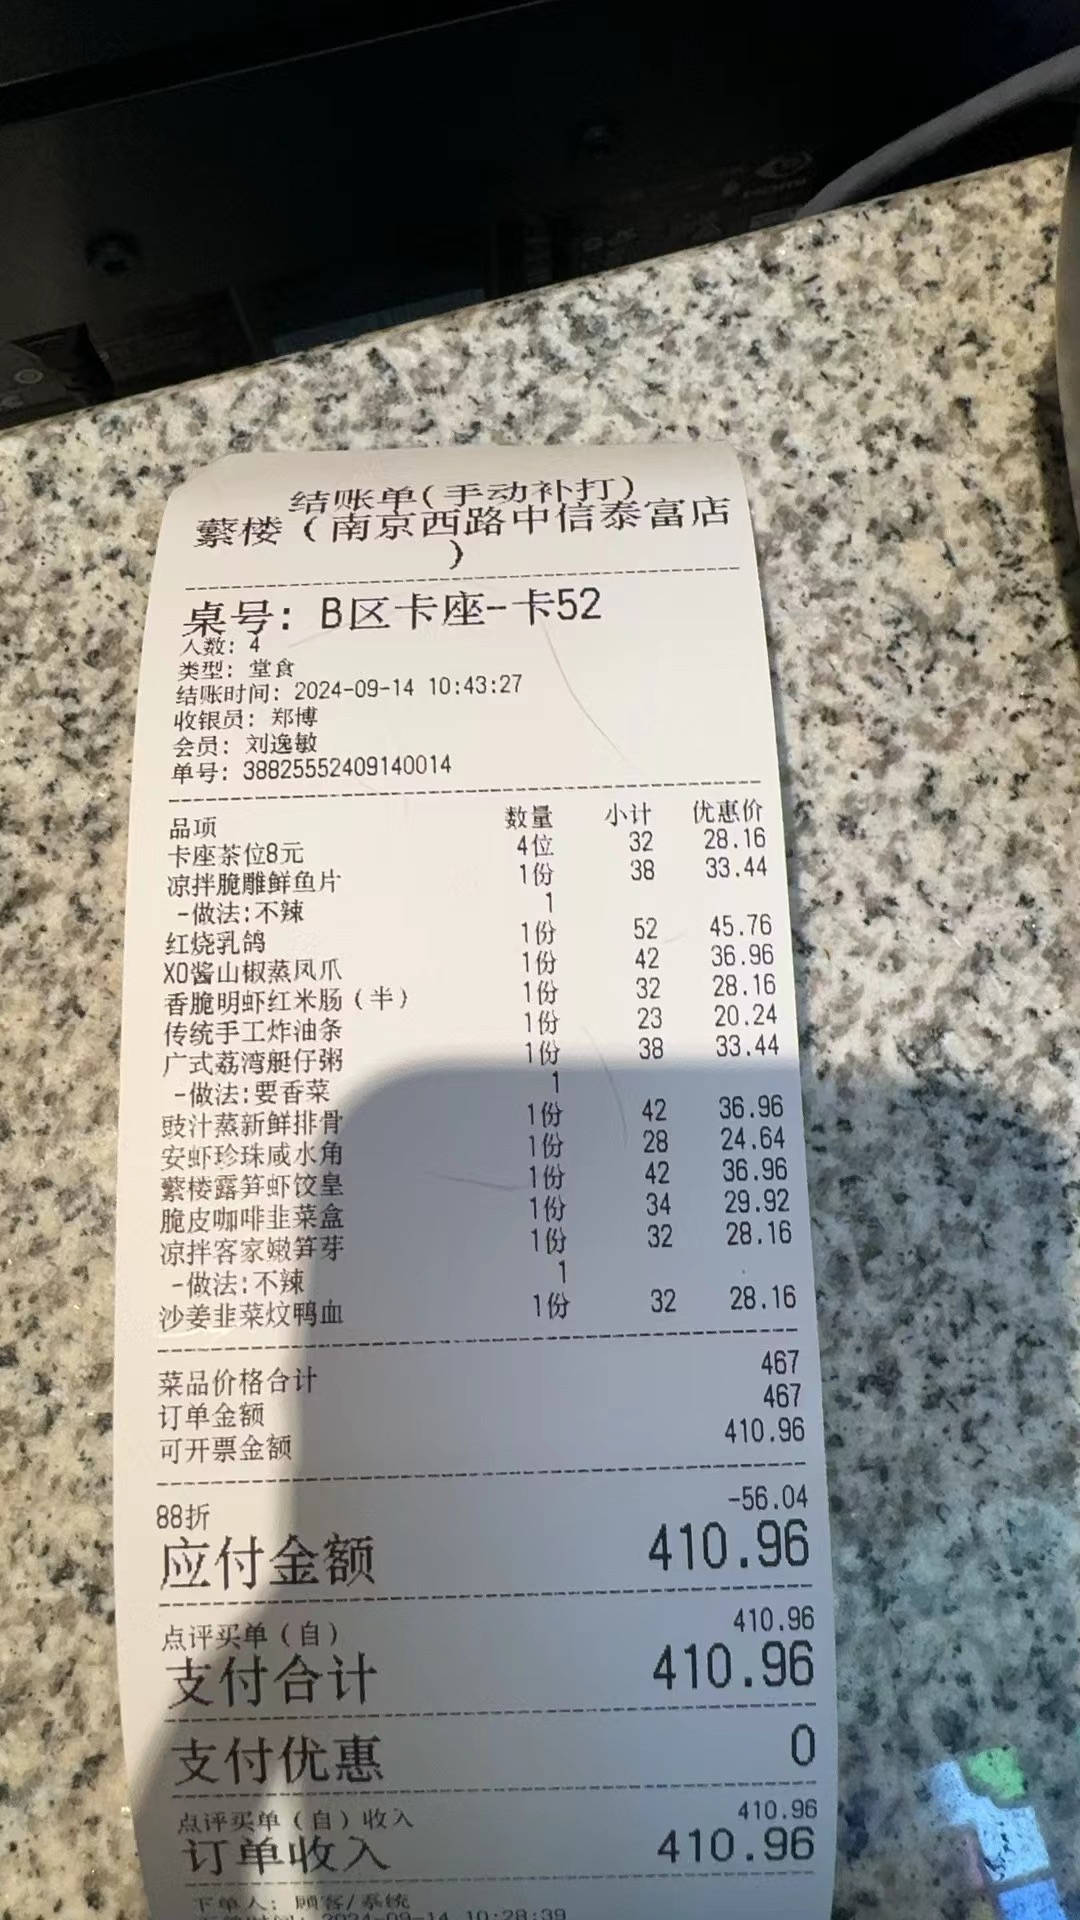 结账单(手动补打)
蘩楼(南京西路中信泰富店
)
桌号: B区卡座-卡52
人数: 4
类型: 堂食
结账时间: 2024-09-14 10:43:27
收银员: 郑博
会员: 刘逸敏
单号: 38825552409140014
品项 数量 小计 优惠价
卡座茶位8元 4位 32 28.16
凉拌脆雕鲜鱼片 1份 38 33.44
-做法:不辣 1
红烧乳鸽 1份 52 45.76
XO酱山椒蒸凤爪 1份 42 36.96
香脆明虾红米肠(半) 1份 32 28.16
传统手工炸油条 1份 23 20.24
广式荔湾艇仔粥 1份 38 33.44
-做法:要香菜 1
豉汁蒸新鲜排骨 1份 42 36.96
安虾珍珠咸水角 1份 28 24.64
蘩楼露笋虾饺皇 1份 42 36.96
脆皮咖啡韭菜盒 1份 34 29.92
凉拌客家嫩笋芽 1份 32 28.16
-做法:不辣 1
沙姜韭菜炆鸭血 1份 32 28.16
菜品价格合计 467
订单金额 467
可开票金额 410.96
88折 -56.04
应付金额 410.96
点评买单(自) 410.96
支付合计 410.96
支付优惠 0
点评买单(自)收入 410.96
订单收入 410.96
下单人: 顾客/系统
2024-09-14 10:28:39